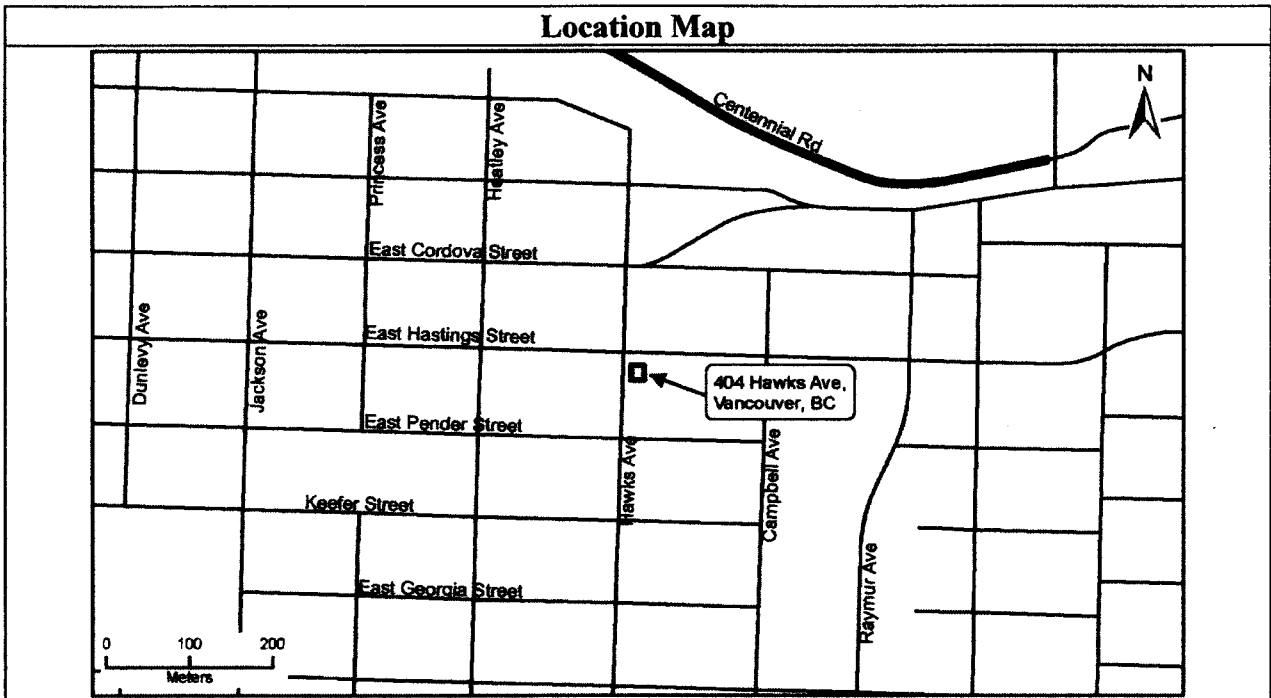 Location Map
N
Centennial Rd
Princess Ave
Heatley Ave
East Cordova Street
Dunlevy Ave
Jackson Ave
East Hastings Street
404 Hawks Ave,
Vancouver, BC
East Pender Street
Hawks Ave
Campbell Ave
Keefer Street
Raymur Ave
East Georgia Street
0 100 200
Meters